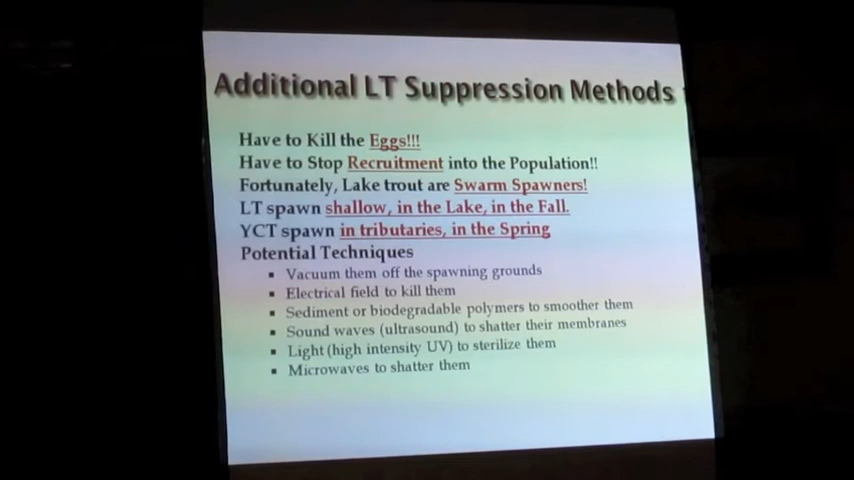 Additional LT Suppression Methods
Have to Kill the Eggs!!!
Have to Stop Recruitment into the Population!!
Fortunately, Lake trout are Swarm Spawners!
LT spawn shallow, in the Lake, in the Fall.
YCT spawn in tributaries, in the Spring
Potential Techniques
▪ Vacuum them off the spawning grounds
▪ Electrical field to kill them
▪ Sediment or biodegradable polymers to smoother them
▪ Sound waves (ultrasound) to shatter their membranes
▪ Light (high intensity UV) to sterilize them
▪ Microwaves to shatter them